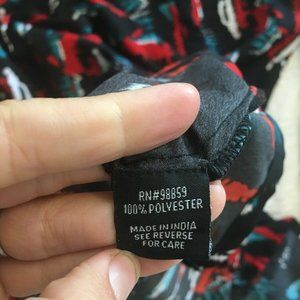 RN#98859
100% POLYESTER
MADE IN INDIA
SEE REVERSE
FOR CARE